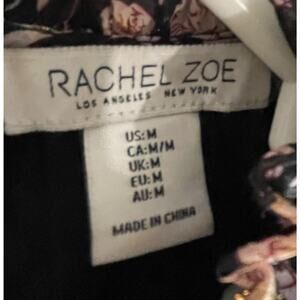 RACHEL ZOE
LOS ANGELES NEW YORK
US:M
CA:M/M
UK:M
EU:M
AU:M
MADE IN CHINA